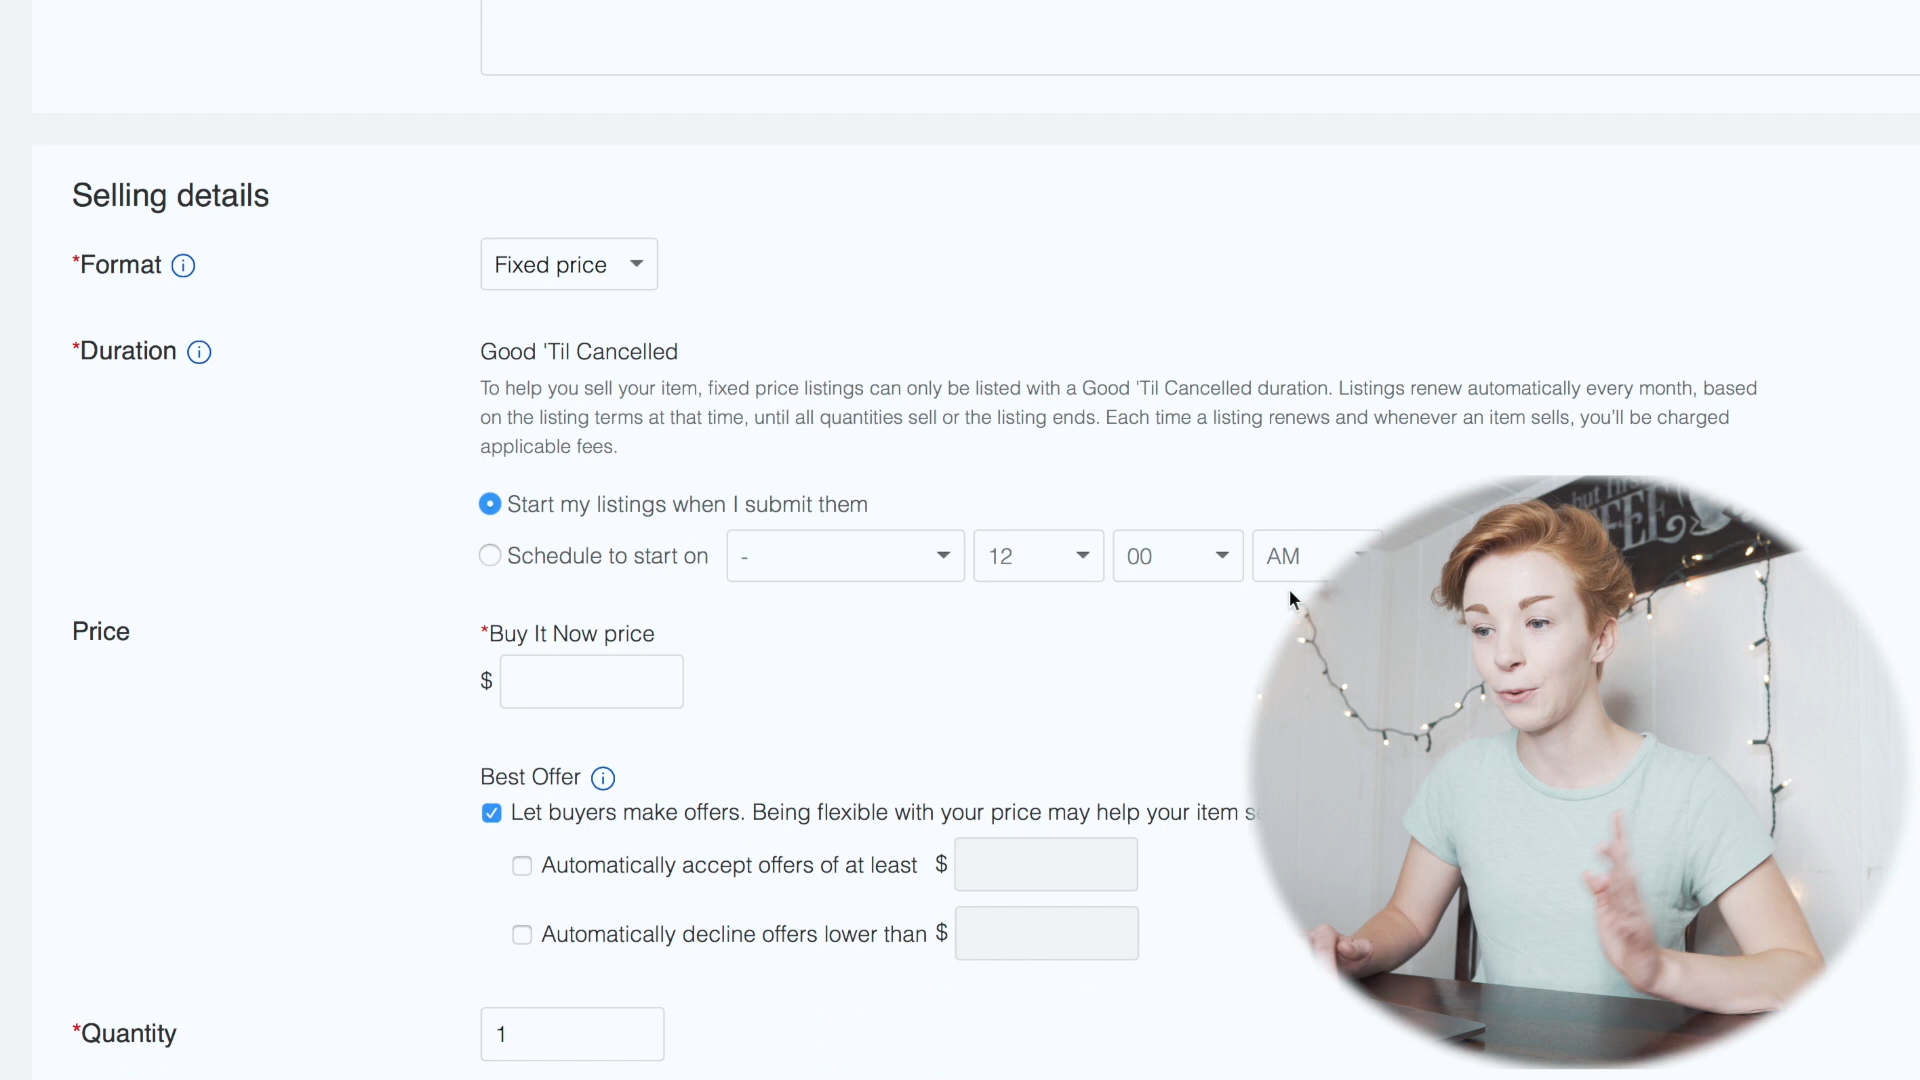 Selling details
*Format
Fixed price
*Duration
Good 'Til Cancelled
To help you sell your item, fixed price listings can only be listed with a Good 'Til Cancelled duration. Listings renew automatically every month, based
on the listing terms at that time, until all quantities sell or the listing ends. Each time a listing renews and whenever an item sells, you'll be charged
applicable fees.
Start my listings when I submit them
Schedule to start on - 12 00 AM
Price
*Buy It Now price
$
Best Offer
Let buyers make offers. Being flexible with your price may help your item
Automatically accept offers of at least $
Automatically decline offers lower than $
*Quantity
1
but